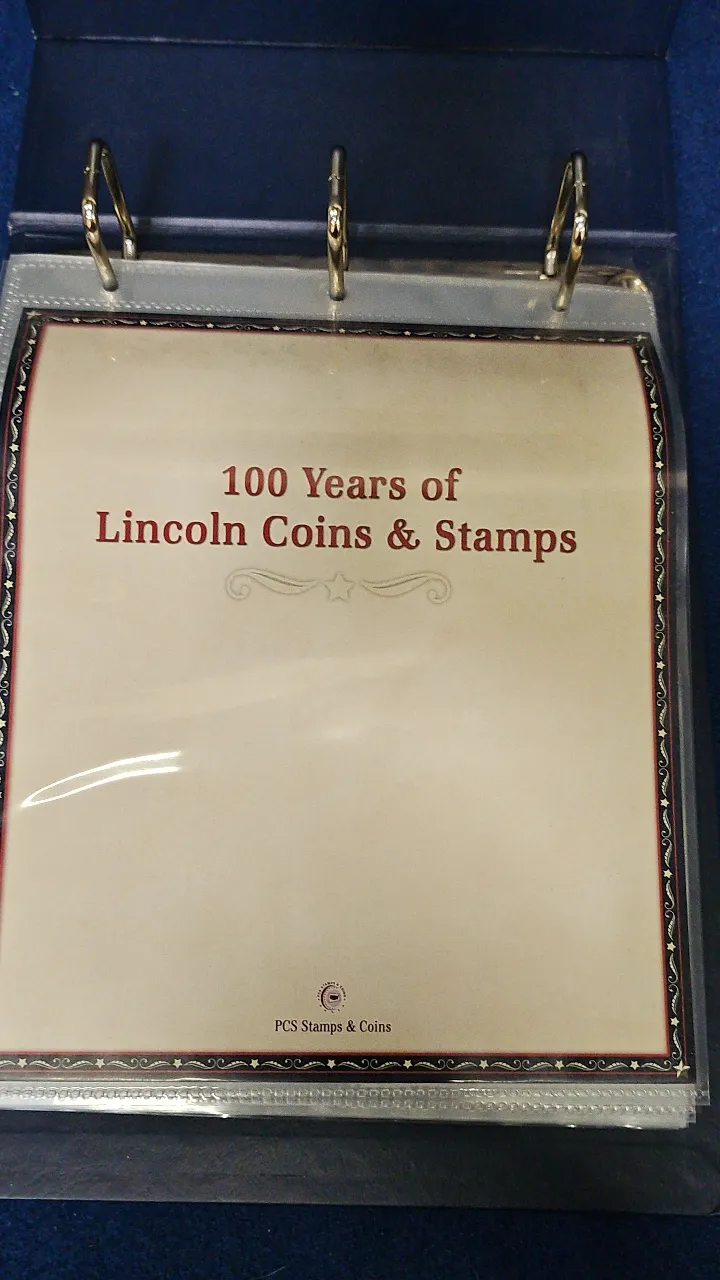 100 Years of
Lincoln Coins & Stamps
PCS Stamps & Coins